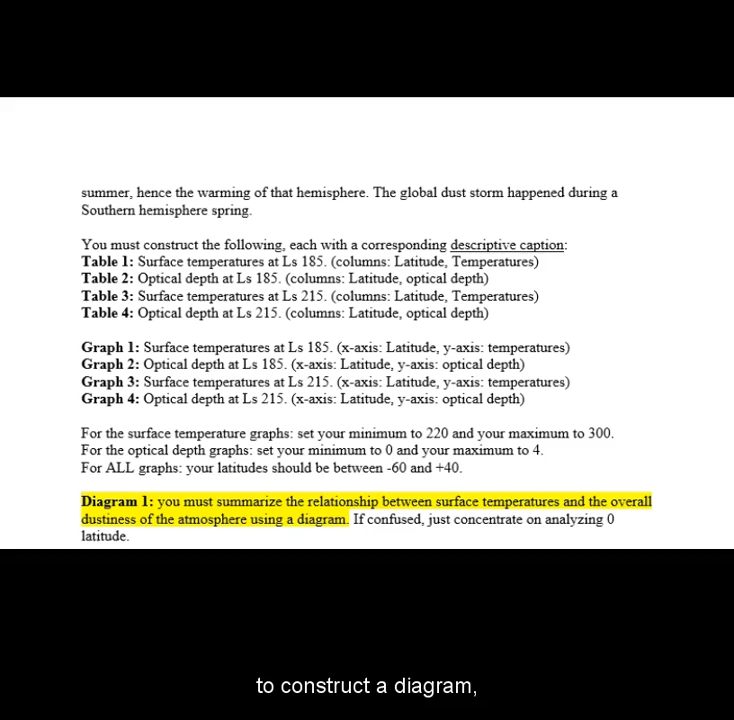 summer, hence the warming of that hemisphere. The global dust storm happened during a
Southern hemisphere spring.
You must construct the following, each with a corresponding descriptive caption:
Table 1: Surface temperatures at Ls 185. (columns: Latitude, Temperatures)
Table 2: Optical depth at Ls 185. (columns: Latitude, optical depth)
Table 3: Surface temperatures at Ls 215. (columns: Latitude, Temperatures)
Table 4: Optical depth at Ls 215. (columns: Latitude, optical depth)
Graph 1: Surface temperatures at Ls 185. (x-axis: Latitude, y-axis: temperatures)
Graph 2: Optical depth at Ls 185. (x-axis: Latitude, y-axis: optical depth)
Graph 3: Surface temperatures at Ls 215. (x-axis: Latitude, y-axis: temperatures)
Graph 4: Optical depth at Ls 215. (x-axis: Latitude, y-axis: optical depth)
For the surface temperature graphs: set your minimum to 220 and your maximum to 300.
For the optical depth graphs: set your minimum to 0 and your maximum to 4.
For ALL graphs: your latitudes should be between -60 and +40.
Diagram 1: you must summarize the relationship between surface temperatures and the overall
dustiness of the atmosphere using a diagram. If confused, just concentrate on analyzing 0
latitude.
to construct a diagram,